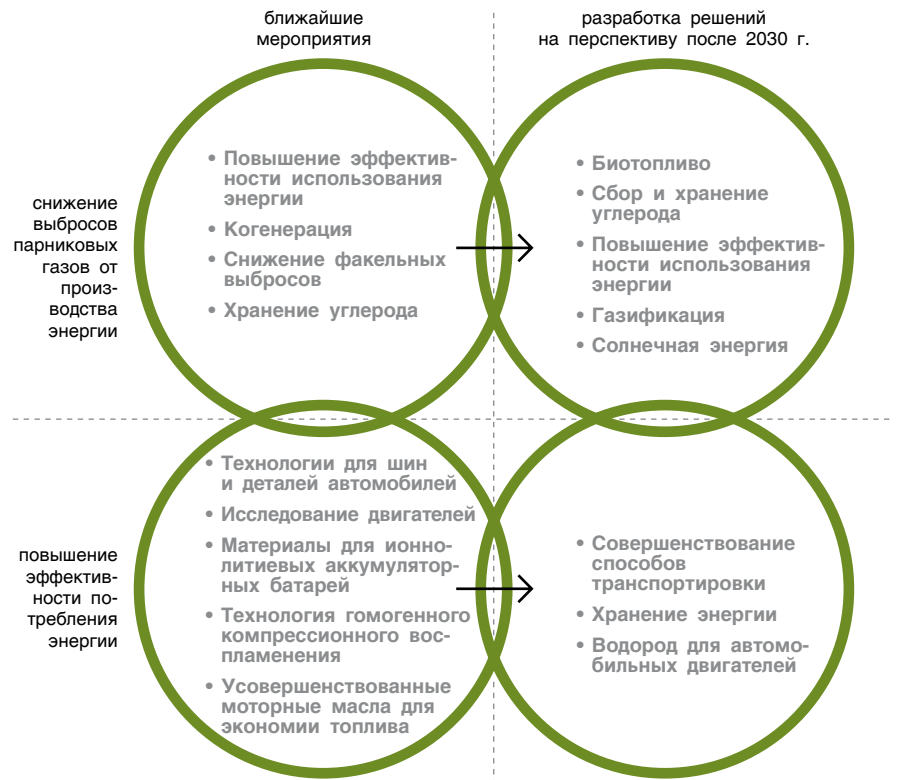 ближайшие
мероприятия
разработка решений
на перспективу после 2030 г.
снижение
выбросов
парниковых
газов от
произ-
водства
энергии
• Повышение эффектив-
ности использования
энергии
• Когенерация
• Снижение факельных
выбросов
• Хранение углерода
• Биотопливо
• Сбор и хранение
углерода
• Повышение эффектив-
ности использования
энергии
• Газификация
• Солнечная энергия
повышение
эффектив-
ности по-
требления
энергии
• Технологии для шин
и деталей автомобилей
• Исследование двигателей
• Материалы для ионно-
литиевых аккумулятор-
ных батарей
• Технология гомогенного
компрессионного вос-
пламенения
• Усовершенствованные
моторные масла для
экономии топлива
• Совершенствование
способов
транспортировки
• Хранение энергии
• Водород для автомо-
бильных двигателей